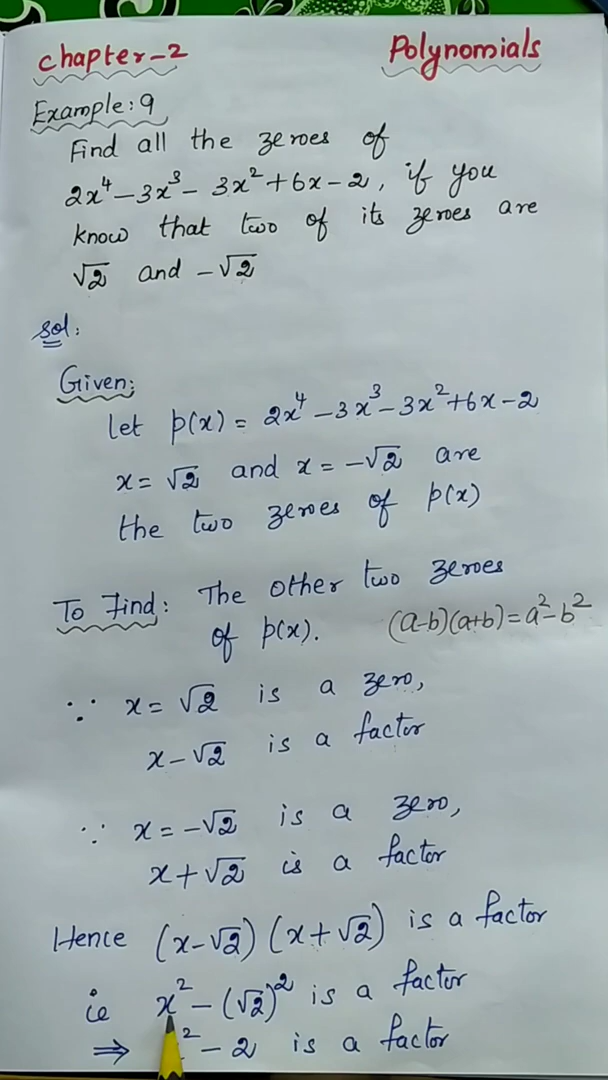 Chapter-2 Polynomials
Example: 9
Find all the zeroes of
2x⁴-3x³-3x²+6x-2, if you
know that two of its zeroes are
√2 and -√2
Sol:
Given:
Let p(x) = 2x⁴-3x³-3x²+6x-2
x = √2 and x = -√2 are
the two zeroes of p(x)
To Find: The other two zeroes
of p(x). (a-b)(a+b)=a²-b²
∵ x = √2 is a zero,
x-√2 is a factor
∵ x = -√2 is a zero,
x+√2 is a factor
Hence (x-√2)(x+√2) is a factor
ie x²-(√2)² is a factor
⇒ ²-2 is a factor